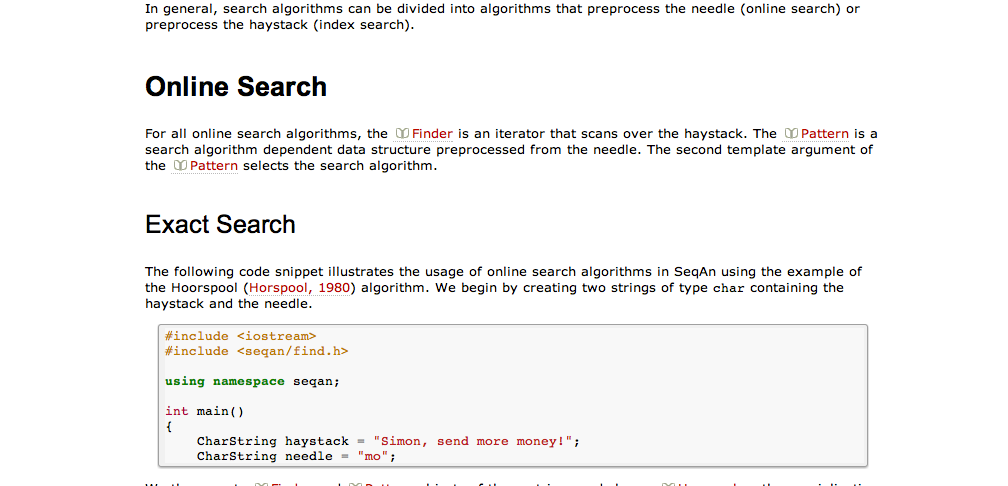 In general, search algorithms can be divided into algorithms that preprocess the needle (online search) or
preprocess the haystack (index search).
Online Search
For all online search algorithms, the Finder is an iterator that scans over the haystack. The Pattern is a
search algorithm dependent data structure preprocessed from the needle. The second template argument of
the Pattern selects the search algorithm.
Exact Search
The following code snippet illustrates the usage of online search algorithms in SeqAn using the example of
the Hoorspool (Horspool, 1980) algorithm. We begin by creating two strings of type char containing the
haystack and the needle.
#include <iostream>
#include <seqan/find.h>
using namespace seqan;
int main()
{
    CharString haystack = "Simon, send more money!";
    CharString needle = "mo";